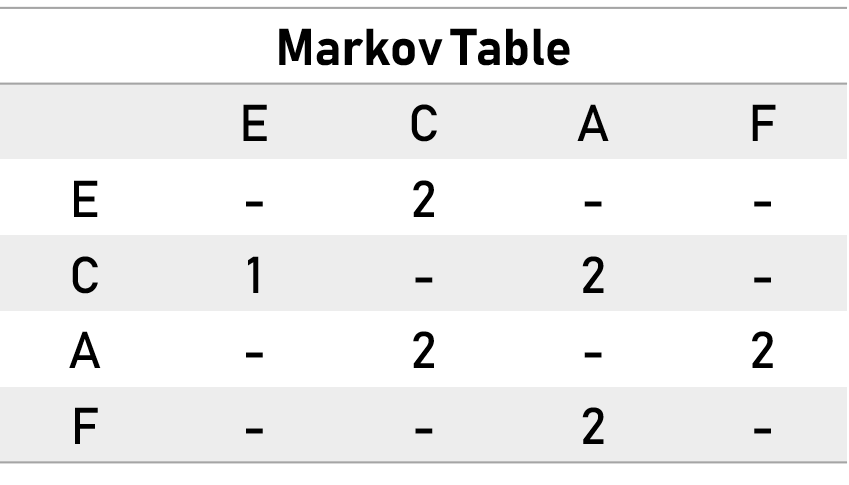 Markov Table
E C A F
E - 2 - -
C 1 - 2 -
A - 2 - 2
F - - 2 -